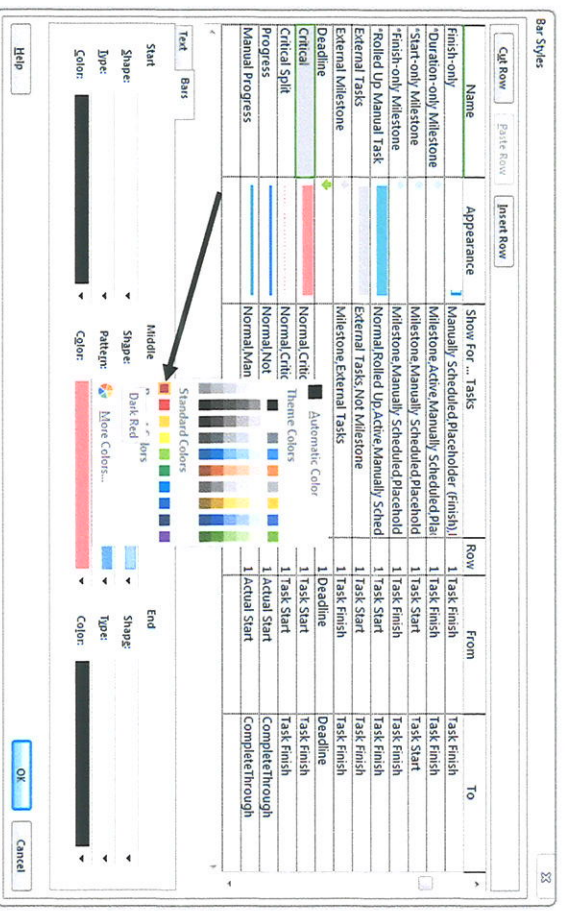 Bar Styles
Cut Row Paste Row Insert Row
Name Appearance Show For ... Tasks Row From To
Finish-only Manually Scheduled,Placeholder (Finish), 1 Task Finish Task Finish
*Duration-only Milestone Milestone,Active,Manually Scheduled,Plac 1 Task Finish Task Finish
*Start-only Milestone Milestone,Manually Scheduled,Placehold 1 Task Start Task Start
*Finish-only Milestone Milestone,Manually Scheduled,Placehold 1 Task Finish Task Finish
*Rolled Up Manual Task Normal,Rolled Up,Active,Manually Sched 1 Task Start Task Finish
External Tasks External Tasks,Not Milestone 1 Task Start Task Finish
External Milestone Milestone,External Tasks 1 Task Finish Task Finish
Deadline 1 Deadline Deadline
Critical Normal,Critic 1 Task Start Task Finish
Critical Split Normal,Critic 1 Task Start Task Finish
Progress Normal,Not 1 Actual Start CompleteThrough
Manual Progress Normal,Man 1 Actual Start CompleteThrough
Automatic Color
Theme Colors
Standard Colors
Dark Red
More Colors...
Text Bars
Start Middle End
Shape: Shape: Shape:
Type: Pattern: Type:
Color: Color: Color:
Help OK Cancel